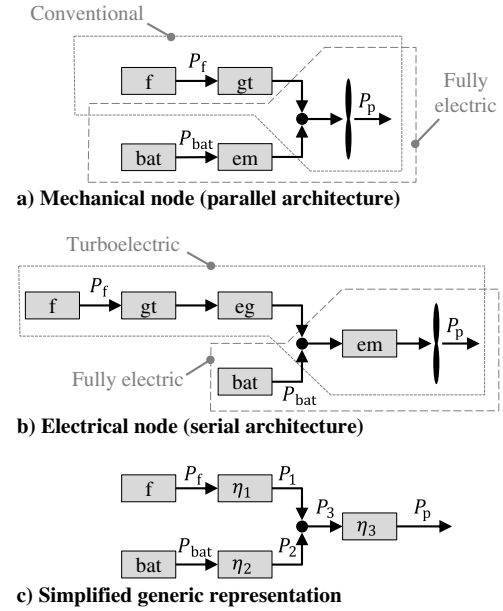 Conventional
P_f
f
gt
Fully
electric
P_p
P_bat
bat
em
a) Mechanical node (parallel architecture)
Turboelectric
P_f
f
gt
eg
P_p
em
Fully electric
bat
P_bat
b) Electrical node (serial architecture)
P_f
P_1
f
η_1
P_3
P_p
η_3
P_bat
P_2
bat
η_2
c) Simplified generic representation